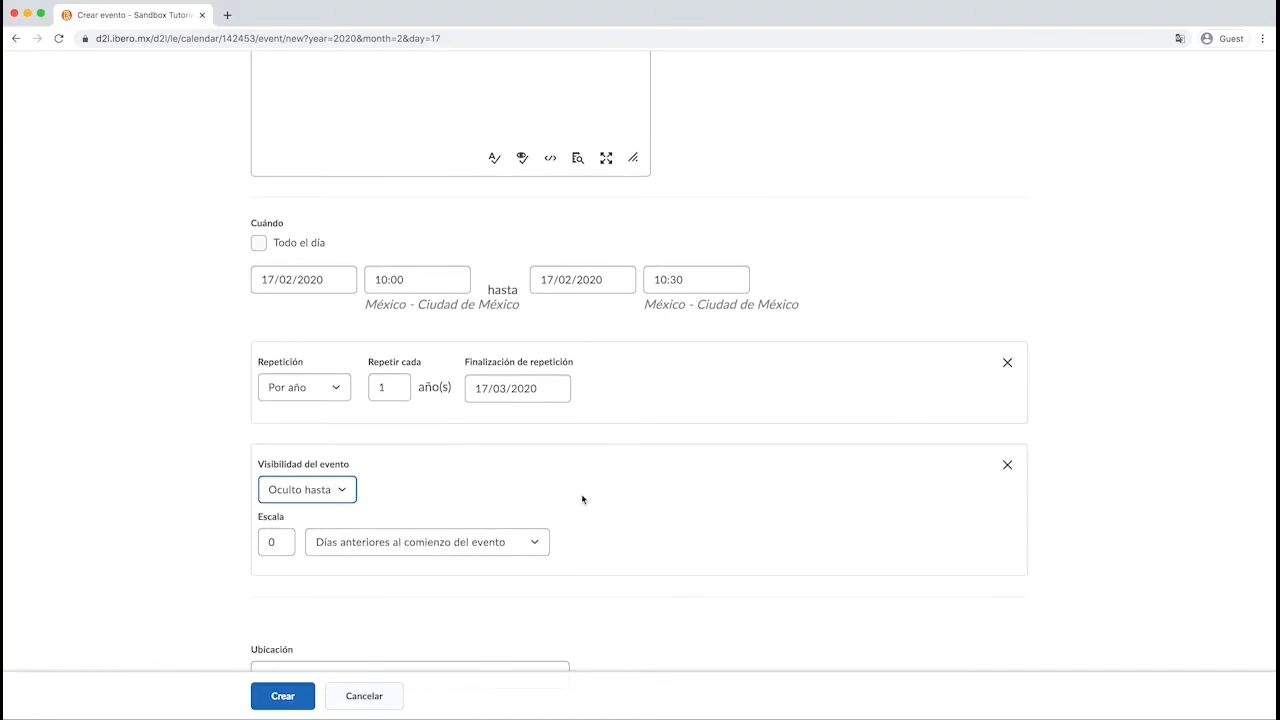 Crear evento - Sandbox Tutori
d2l.ibero.mx/d2l/le/calendar/142453/event/new?year=2020&month=2&day=17
Guest
Cuándo
Todo el día
17/02/2020 10:00 hasta 17/02/2020 10:30
México - Ciudad de México México - Ciudad de México
Repetición Repetir cada Finalización de repetición
Por año 1 año(s) 17/03/2020
Visibilidad del evento
Oculto hasta
Escala
0 Días anteriores al comienzo del evento
Ubicación
Crear Cancelar